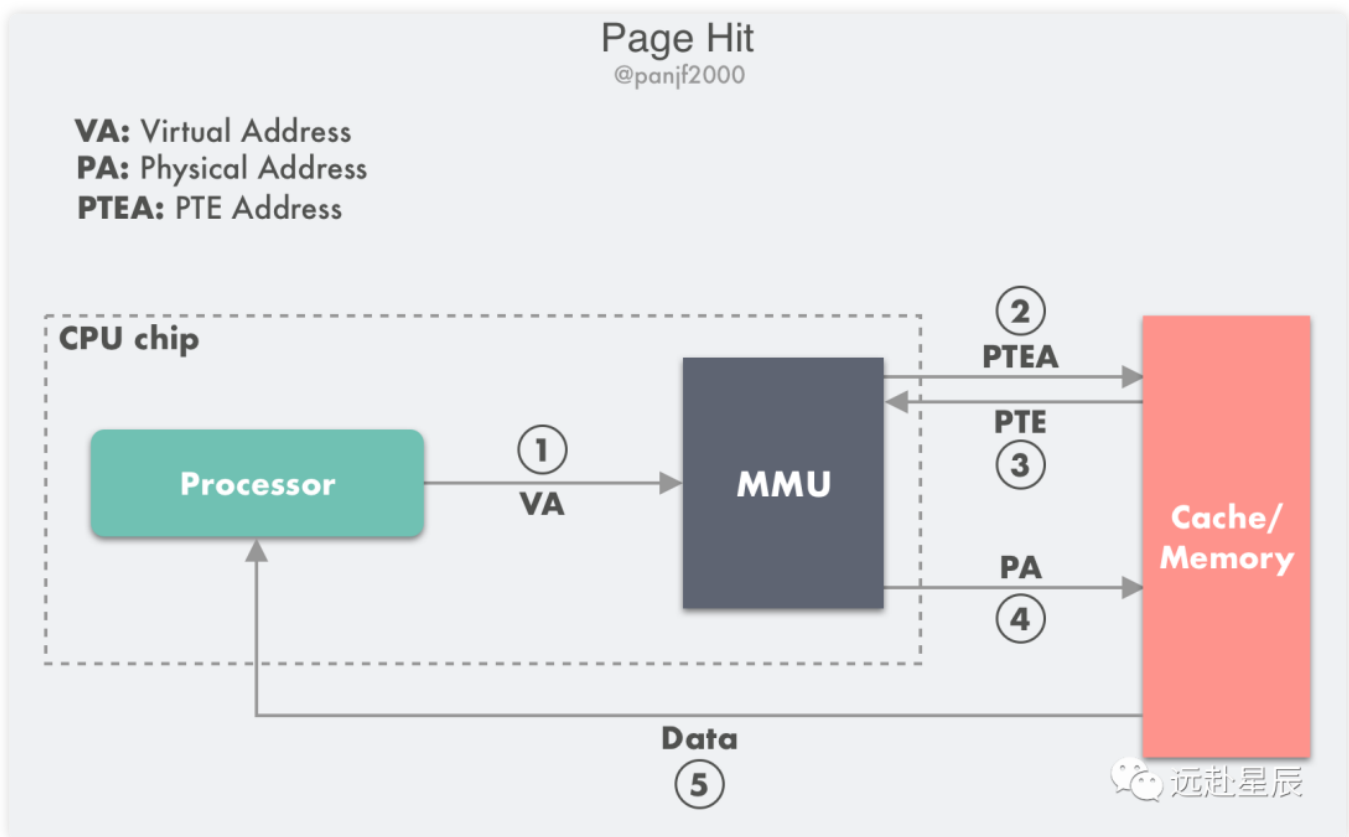 Page Hit
@panjf2000
VA: Virtual Address
PA: Physical Address
PTEA: PTE Address
CPU chip
Processor
1
VA
MMU
2
PTEA
PTE
3
PA
4
Cache/
Memory
Data
5
远赴星辰